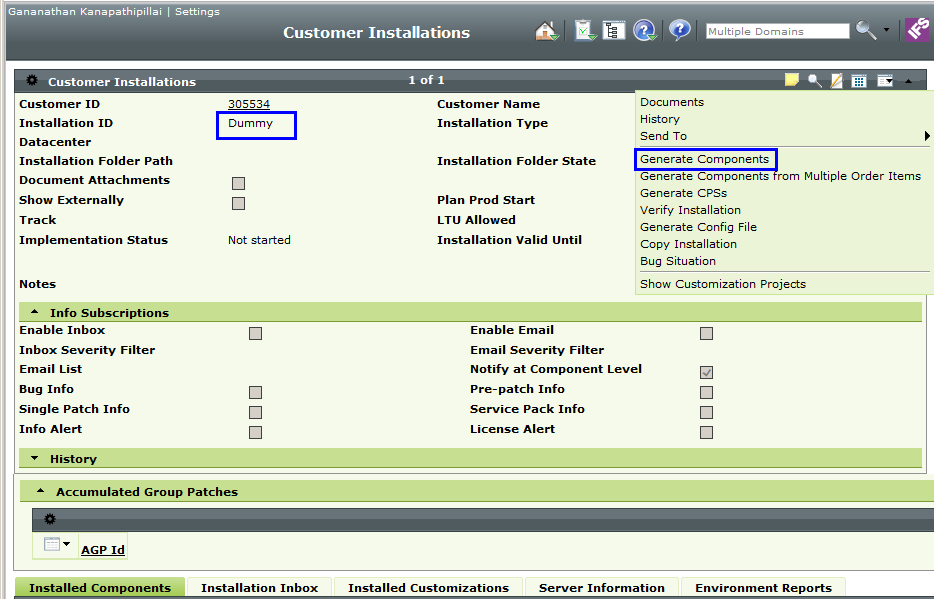 Gananathan Kanapathipillai | Settings
Customer Installations
Multiple Domains
IFS
Customer Installations 1 of 1
Customer ID 305534 Customer Name
Installation ID Dummy Installation Type
Datacenter
Installation Folder Path Installation Folder State
Document Attachments
Show Externally Plan Prod Start
Track LTU Allowed
Implementation Status Not started Installation Valid Until
Notes
Documents
History
Send To
Generate Components
Generate Components from Multiple Order Items
Generate CPSs
Verify Installation
Generate Config File
Copy Installation
Bug Situation
Show Customization Projects
Info Subscriptions
Enable Inbox Enable Email
Inbox Severity Filter Email Severity Filter
Email List Notify at Component Level
Bug Info Pre-patch Info
Single Patch Info Service Pack Info
Info Alert License Alert
History
Accumulated Group Patches
AGP Id
Installed Components Installation Inbox Installed Customizations Server Information Environment Reports